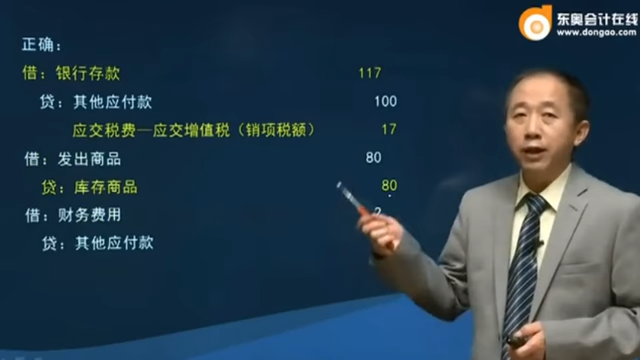 东奥会计在线
www.dongao.com
正确：
借：银行存款 117
贷：其他应付款 100
应交税费—应交增值税（销项税额） 17
借：发出商品 80
贷：库存商品 80
借：财务费用 2
贷：其他应付款